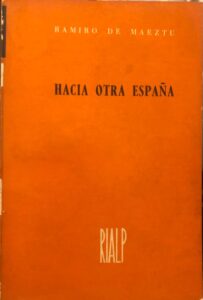 RAMIRO DE MAEZTU
HACIA OTRA ESPAÑA
RIALP